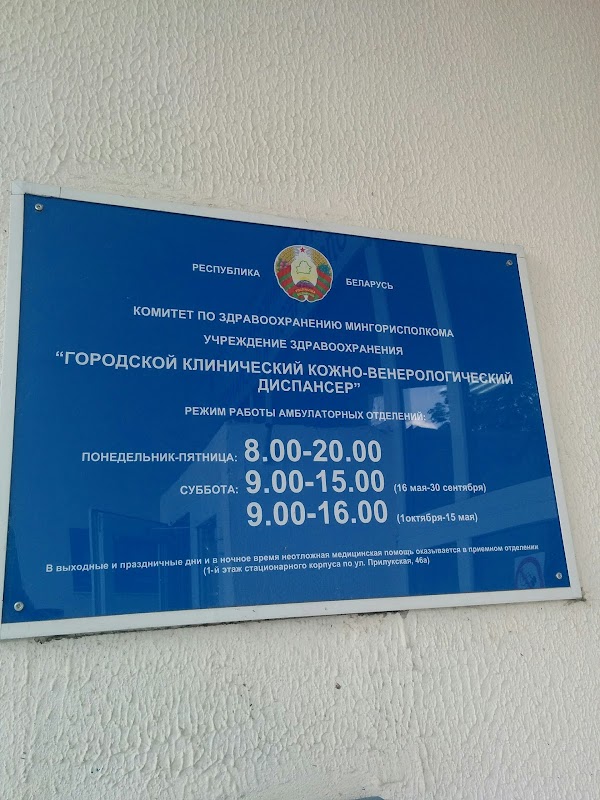 РЕСПУБЛИКА БЕЛАРУСЬ
КОМИТЕТ ПО ЗДРАВООХРАНЕНИЮ МИНГОРИСПОЛКОМА
УЧРЕЖДЕНИЕ ЗДРАВООХРАНЕНИЯ
“ГОРОДСКОЙ КЛИНИЧЕСКИЙ КОЖНО-ВЕНЕРОЛОГИЧЕСКИЙ
ДИСПАНСЕР”
РЕЖИМ РАБОТЫ АМБУЛАТОРНЫХ ОТДЕЛЕНИЙ:
ПОНЕДЕЛЬНИК-ПЯТНИЦА: 8.00-20.00
СУББОТА: 9.00-15.00 (16 мая-30 сентября)
9.00-16.00 (1октября-15 мая)
В выходные и праздничные дни и в ночное время неотложная медицинская помощь оказывается в приемном отделении
(1-й этаж стационарного корпуса по ул. Прилукская, 46а)